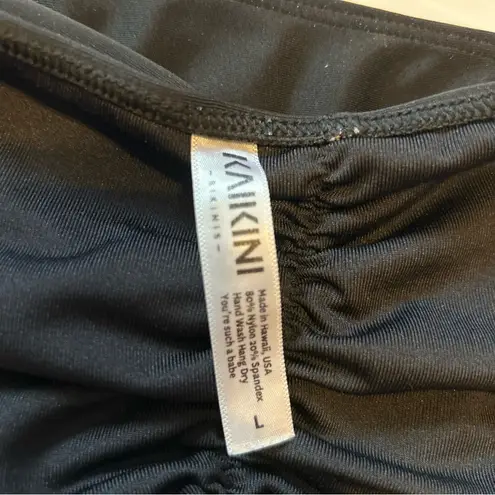 KAIKINI
–BIKINIS–
Made in Hawaii, USA
80% Nylon 20% Spandex
Hand Wash Hang Dry
You're such a babe
L